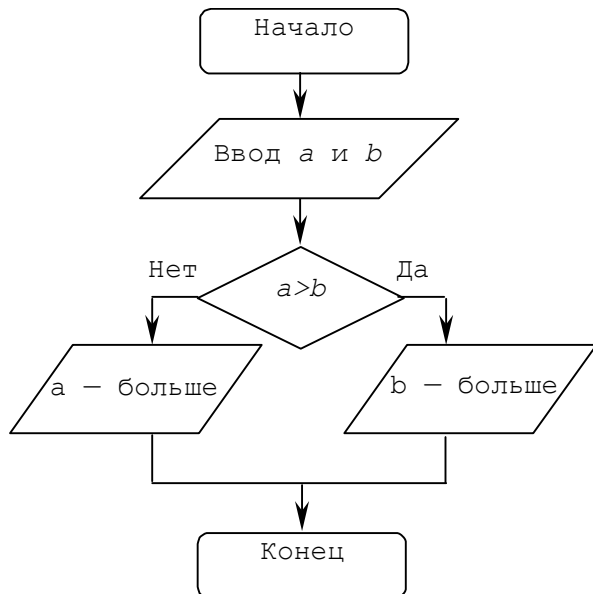 Начало
Ввод a и b
Нет
Да
a>b
a — больше
b — больше
Конец